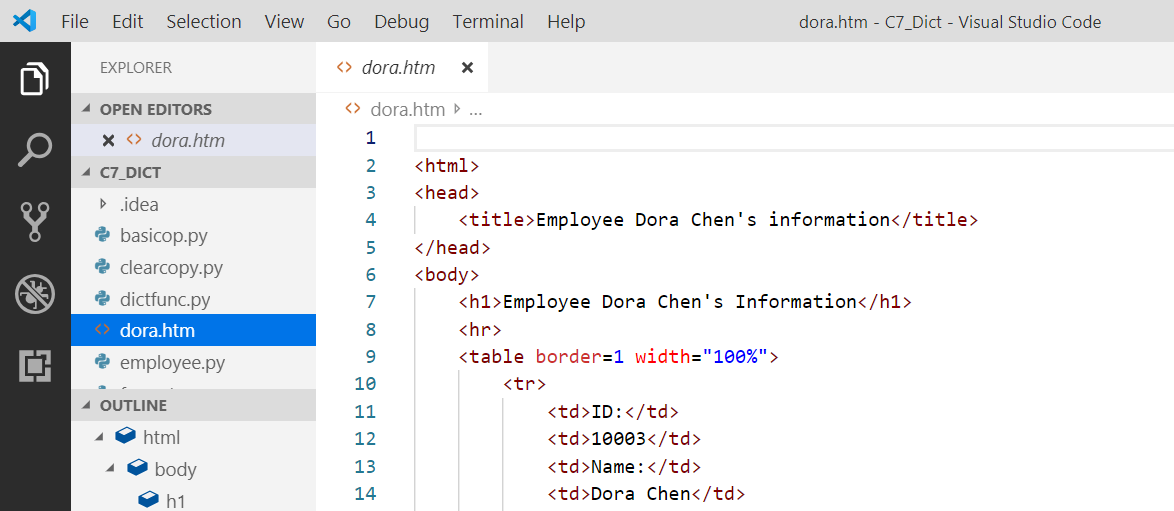 File Edit Selection View Go Debug Terminal Help dora.htm - C7_Dict - Visual Studio Code
EXPLORER
OPEN EDITORS
dora.htm
C7_DICT
.idea
basicop.py
clearcopy.py
dictfunc.py
dora.htm
employee.py
OUTLINE
html
body
h1
dora.htm
dora.htm ...
1
2 <html>
3 <head>
4 <title>Employee Dora Chen's information</title>
5 </head>
6 <body>
7 <h1>Employee Dora Chen's Information</h1>
8 <hr>
9 <table border=1 width="100%">
10 <tr>
11 <td>ID:</td>
12 <td>10003</td>
13 <td>Name:</td>
14 <td>Dora Chen</td>